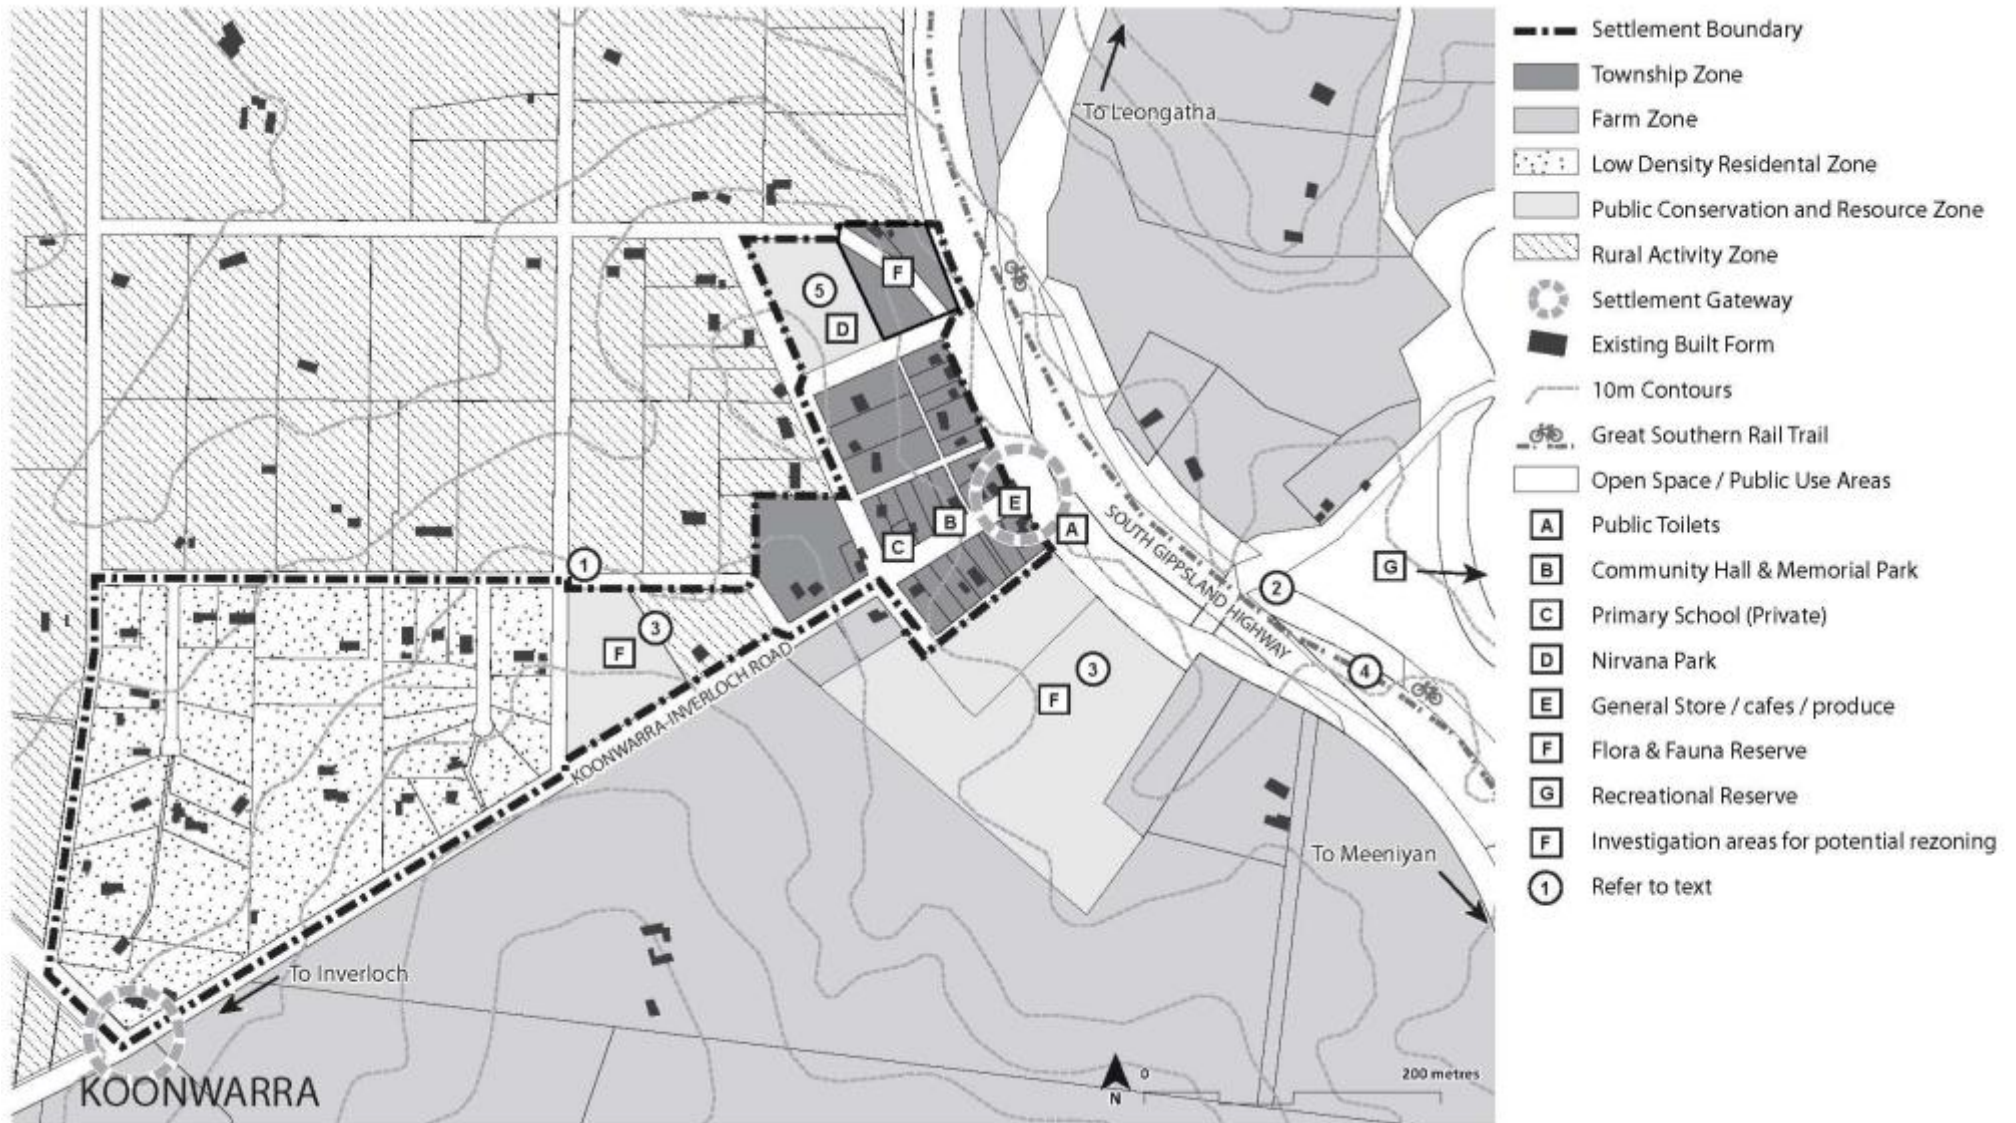 To Leongatha
F
5
D
E
A
B
C
1
3
F
SOUTH GIPPSLAND HIGHWAY
2
G
4
3
F
KOONWARRA-INVERLOCH ROAD
To Meeniyan
To Inverloch
KOONWARRA
N
0
200 metres
Settlement Boundary
Township Zone
Farm Zone
Low Density Residental Zone
Public Conservation and Resource Zone
Rural Activity Zone
Settlement Gateway
Existing Built Form
10m Contours
Great Southern Rail Trail
Open Space / Public Use Areas
A Public Toilets
B Community Hall & Memorial Park
C Primary School (Private)
D Nirvana Park
E General Store / cafes / produce
F Flora & Fauna Reserve
G Recreational Reserve
F Investigation areas for potential rezoning
1 Refer to text